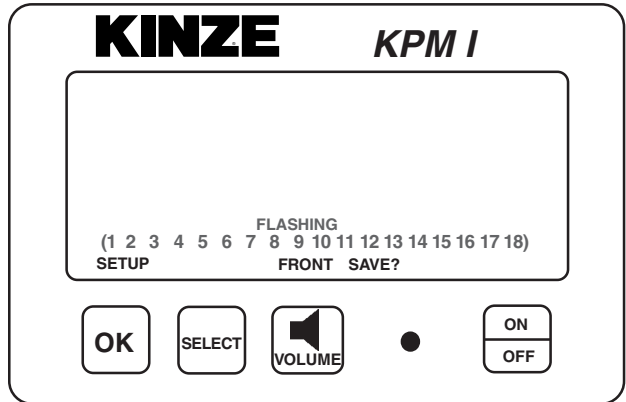 KINZE KPM I
FLASHING
(1 2 3 4 5 6 7 8 9 10 11 12 13 14 15 16 17 18)
SETUP FRONT SAVE?
OK SELECT VOLUME ON
OFF